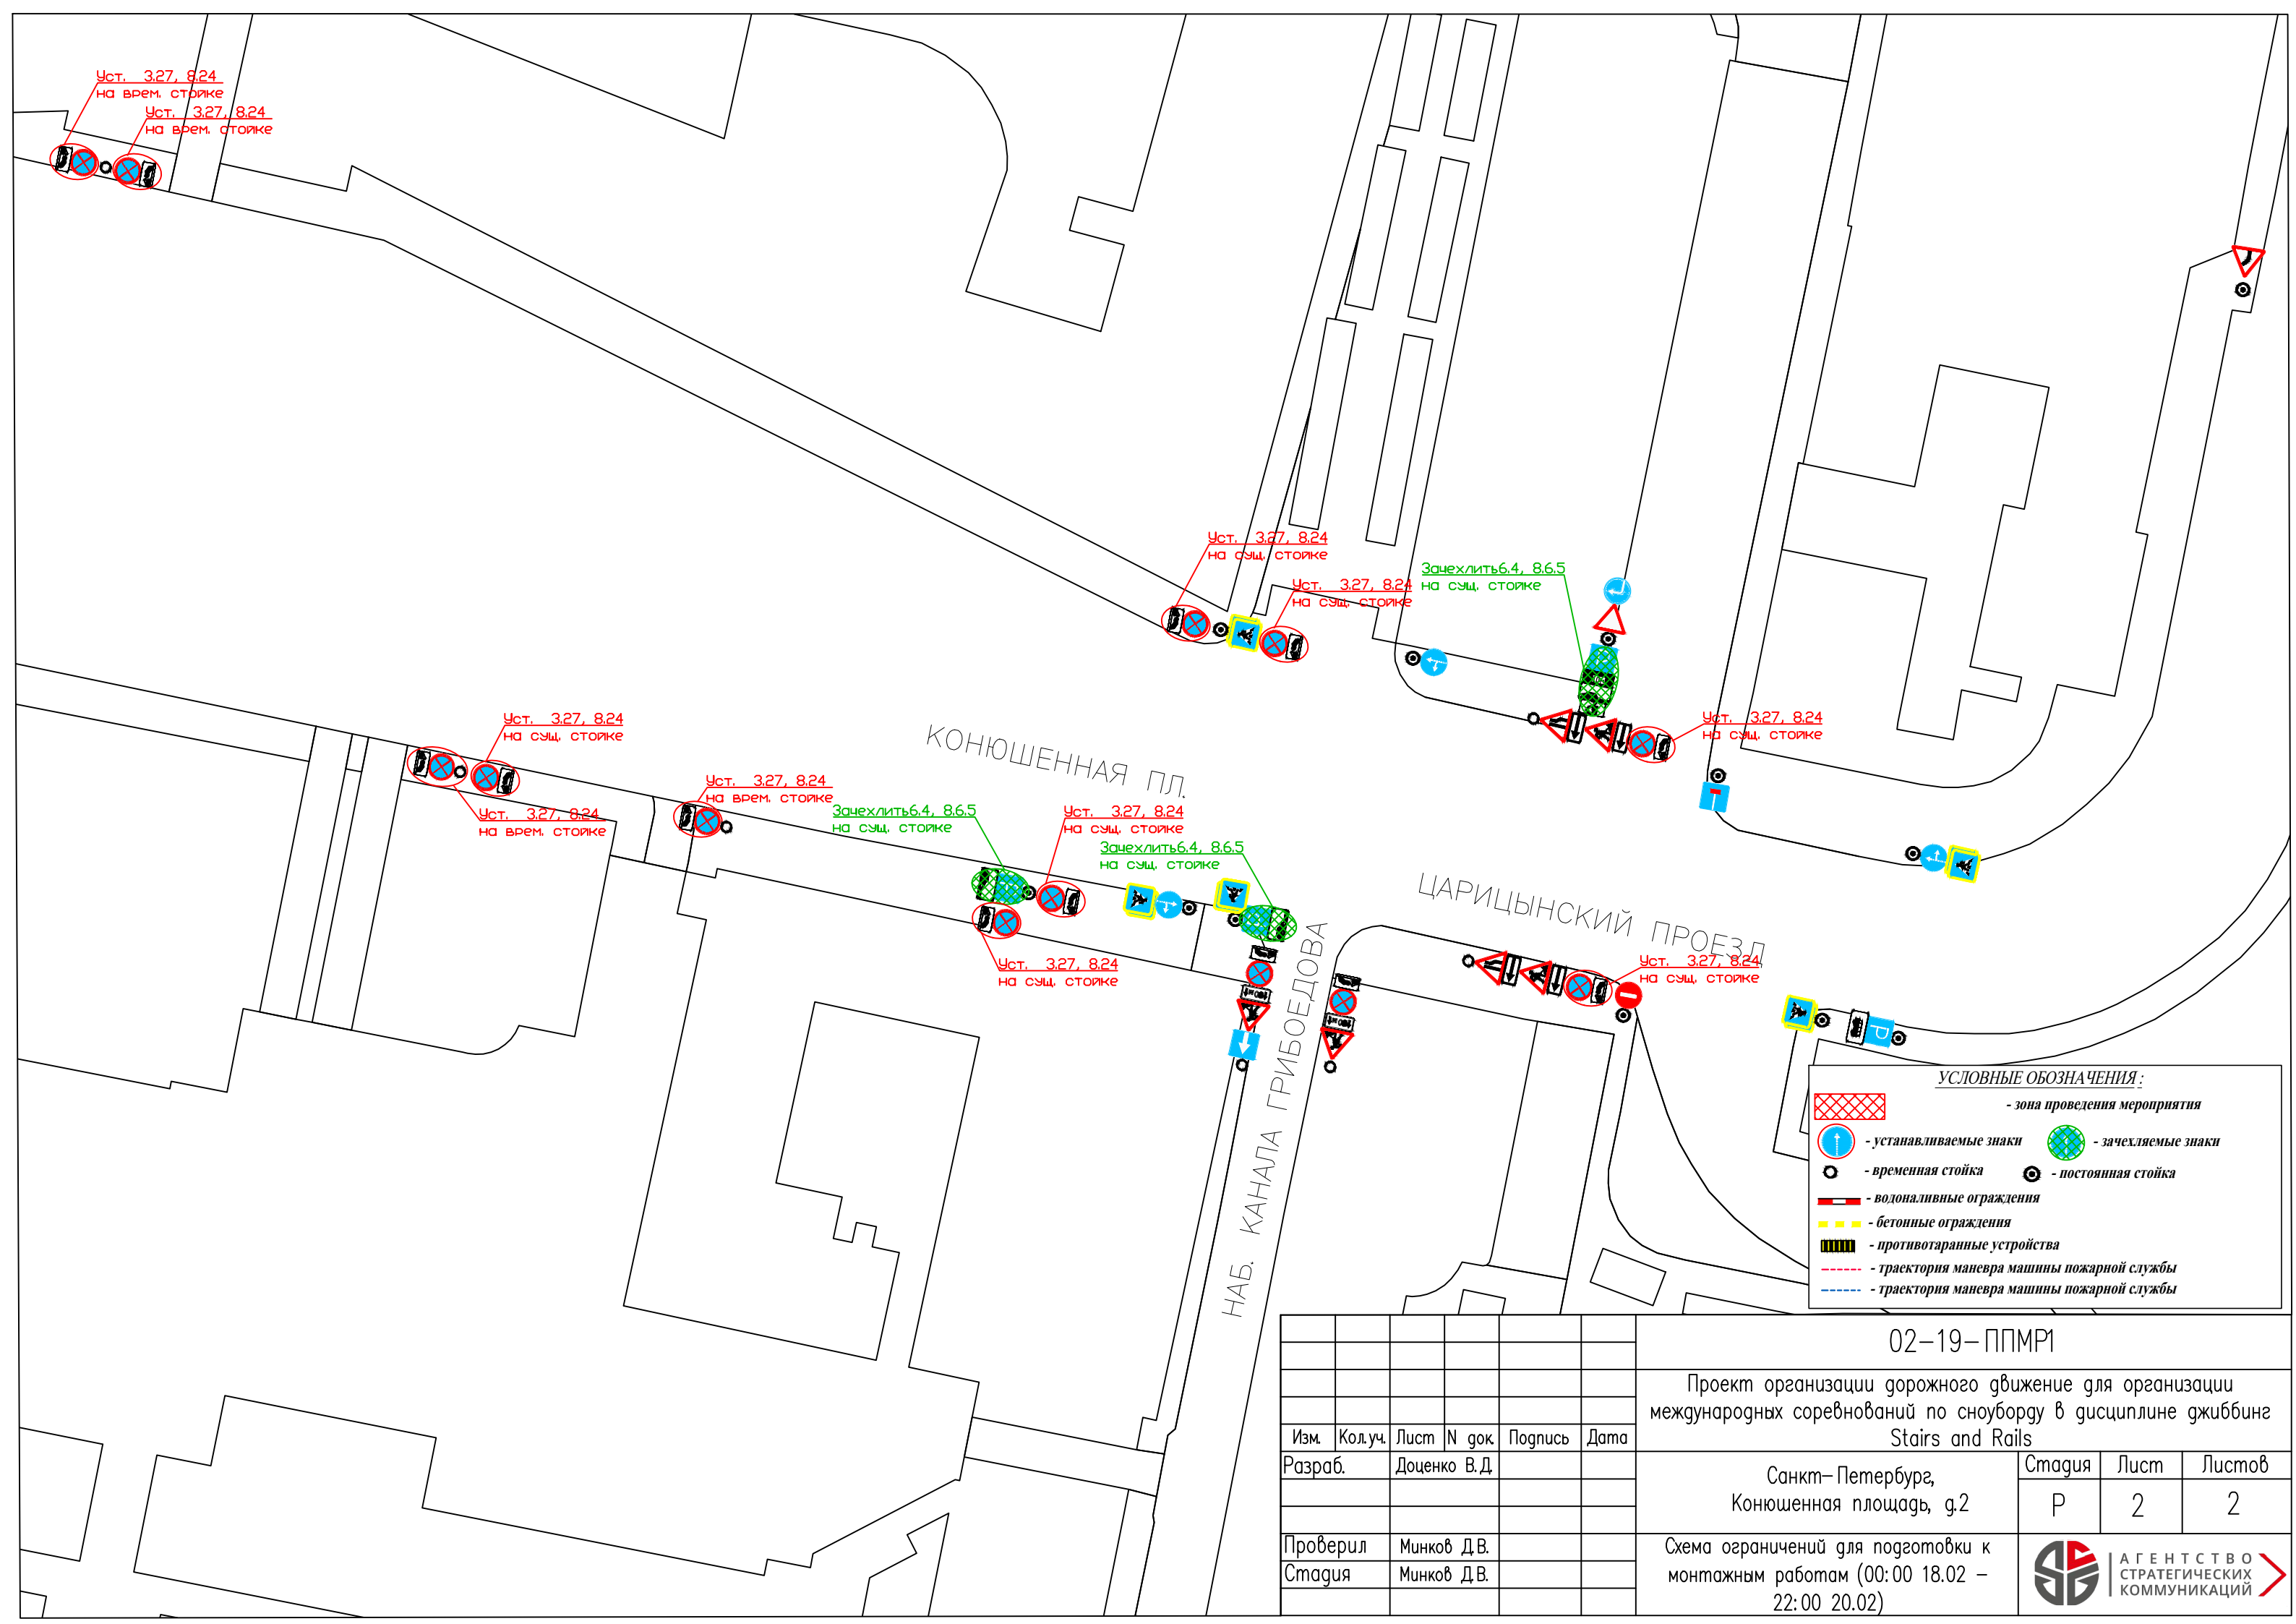 Уст. 3.27, 8.24
на врем. стойке
Уст. 3.27, 8.24
на врем. стойке
Уст. 3.27, 8.24
на сущ. стойке
Уст. 3.27, 8.24
на сущ. стойке
Зачехлить6.4, 8.6.5
на сущ. стойке
Уст. 3.27, 8.24
на сущ. стойке
Уст. 3.27, 8.24
на сущ. стойке
Уст. 3.27, 8.24
на врем. стойке
Уст. 3.27, 8.24
на врем. стойке
Зачехлить6.4, 8.6.5
на сущ. стойке
Уст. 3.27, 8.24
на сущ. стойке
Зачехлить6.4, 8.6.5
на сущ. стойке
Уст. 3.27, 8.24
на сущ. стойке
Уст. 3.27, 8.24
на сущ. стойке
КОНЮШЕННАЯ ПЛ.
ЦАРИЦЫНСКИЙ ПРОЕЗД
НАБ. КАНАЛА ГРИБОЕДОВА
P
УСЛОВНЫЕ ОБОЗНАЧЕНИЯ :
- зона проведения мероприятия
- устанавливаемые знаки
- зачехляемые знаки
- временная стойка
- постоянная стойка
- водоналивные ограждения
- бетонные ограждения
- противотаранные устройства
- траектория маневра машины пожарной службы
- траектория маневра машины пожарной службы
02-19-ППМР1
Проект организации дорожного движение для организации
международных соревнований по сноуборду в дисциплине джиббинг
Stairs and Rails
Изм. Кол.уч. Лист N док. Подпись Дата
Разраб. Доценко В.Д.
Санкт-Петербург,
Конюшенная площадь, д.2
Стадия Лист Листов
Р 2 2
Проверил Минков Д.В.
Стадия Минков Д.В.
Схема ограничений для подготовки к
монтажным работам (00:00 18.02 -
22:00 20.02)
АГЕНТСТВО
СТРАТЕГИЧЕСКИХ
КОММУНИКАЦИЙ